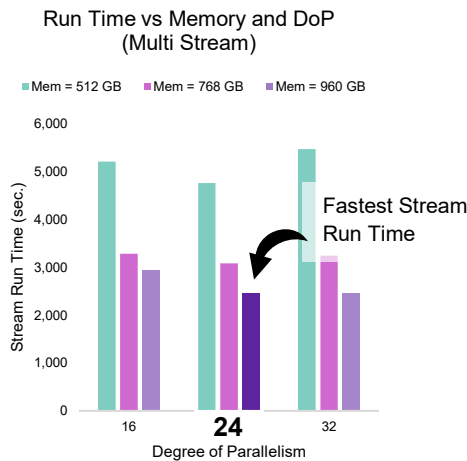 Run Time vs Memory and DoP
(Multi Stream)
Mem = 512 GB Mem = 768 GB Mem = 960 GB
6,000
5,000
4,000
3,000
2,000
1,000
0
Stream Run Time (sec.)
Fastest Stream
Run Time
16 24 32
Degree of Parallelism